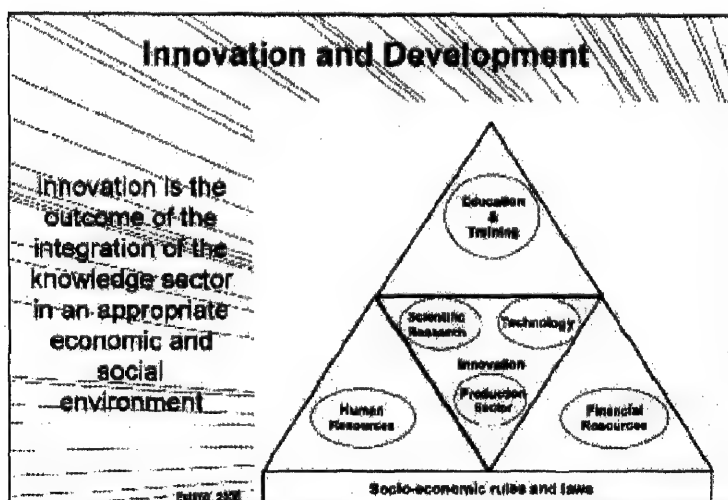 Innovation and Development
Innovation is the
outcome of the
integration of the
knowledge sector
in an appropriate
economic and
social
environment
Education
&
Training
Scientific
Research
Technology
Innovation
Production
Sector
Human
Resources
Financial
Resources
Socio-economic rules and laws